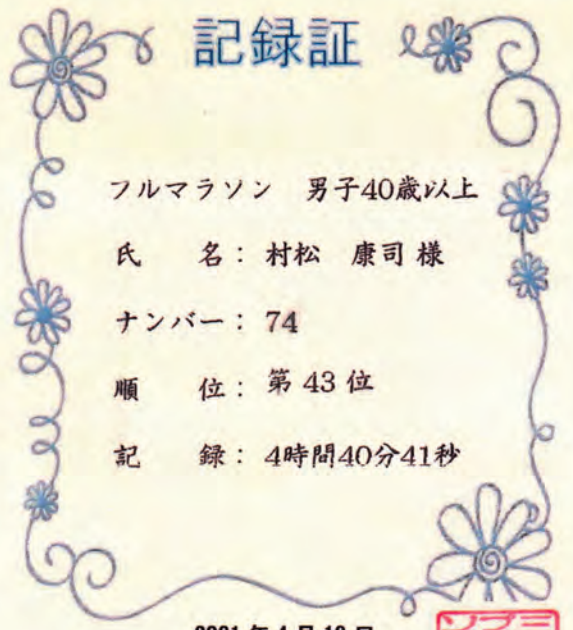 記録証
フルマラソン 男子40歳以上
氏 名：村松 康司 様
ナンバー：74
順 位：第 43 位
記 録：4時間40分41秒